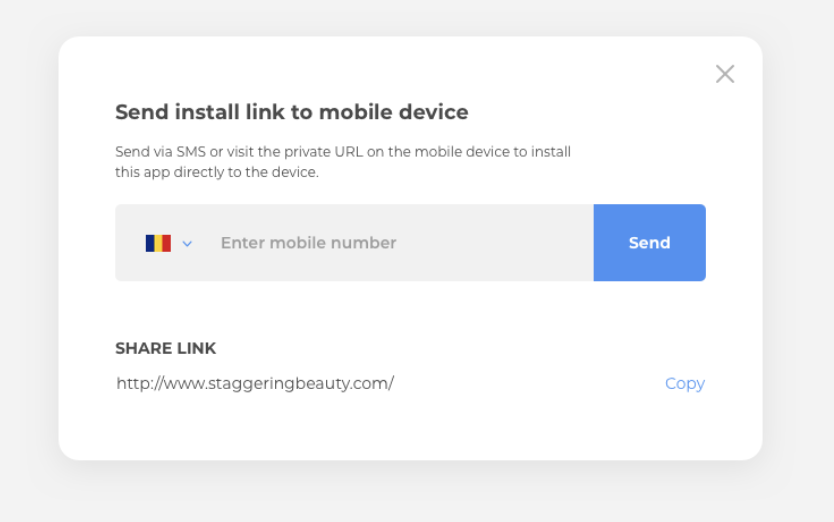 Send install link to mobile device
Send via SMS or visit the private URL on the mobile device to install
this app directly to the device.
Enter mobile number
Send
SHARE LINK
http://www.staggeringbeauty.com/
Copy